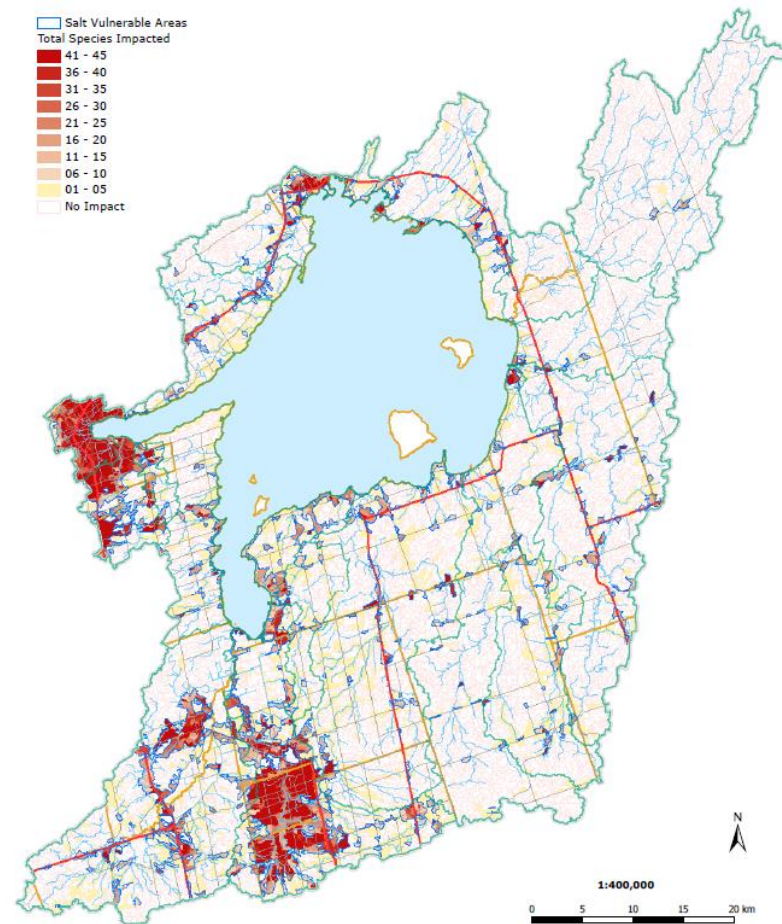 Salt Vulnerable Areas
Total Species Impacted
41 - 45
36 - 40
31 - 35
26 - 30
21 - 25
16 - 20
11 - 15
06 - 10
01 - 05
No Impact
N
1:400,000
0 5 10 15 20 km